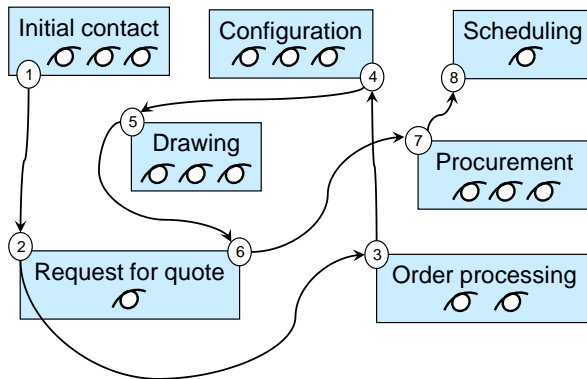 Initial contact
1
Configuration
4
Scheduling
8
5
Drawing
7
Procurement
2
Request for quote
6
3
Order processing